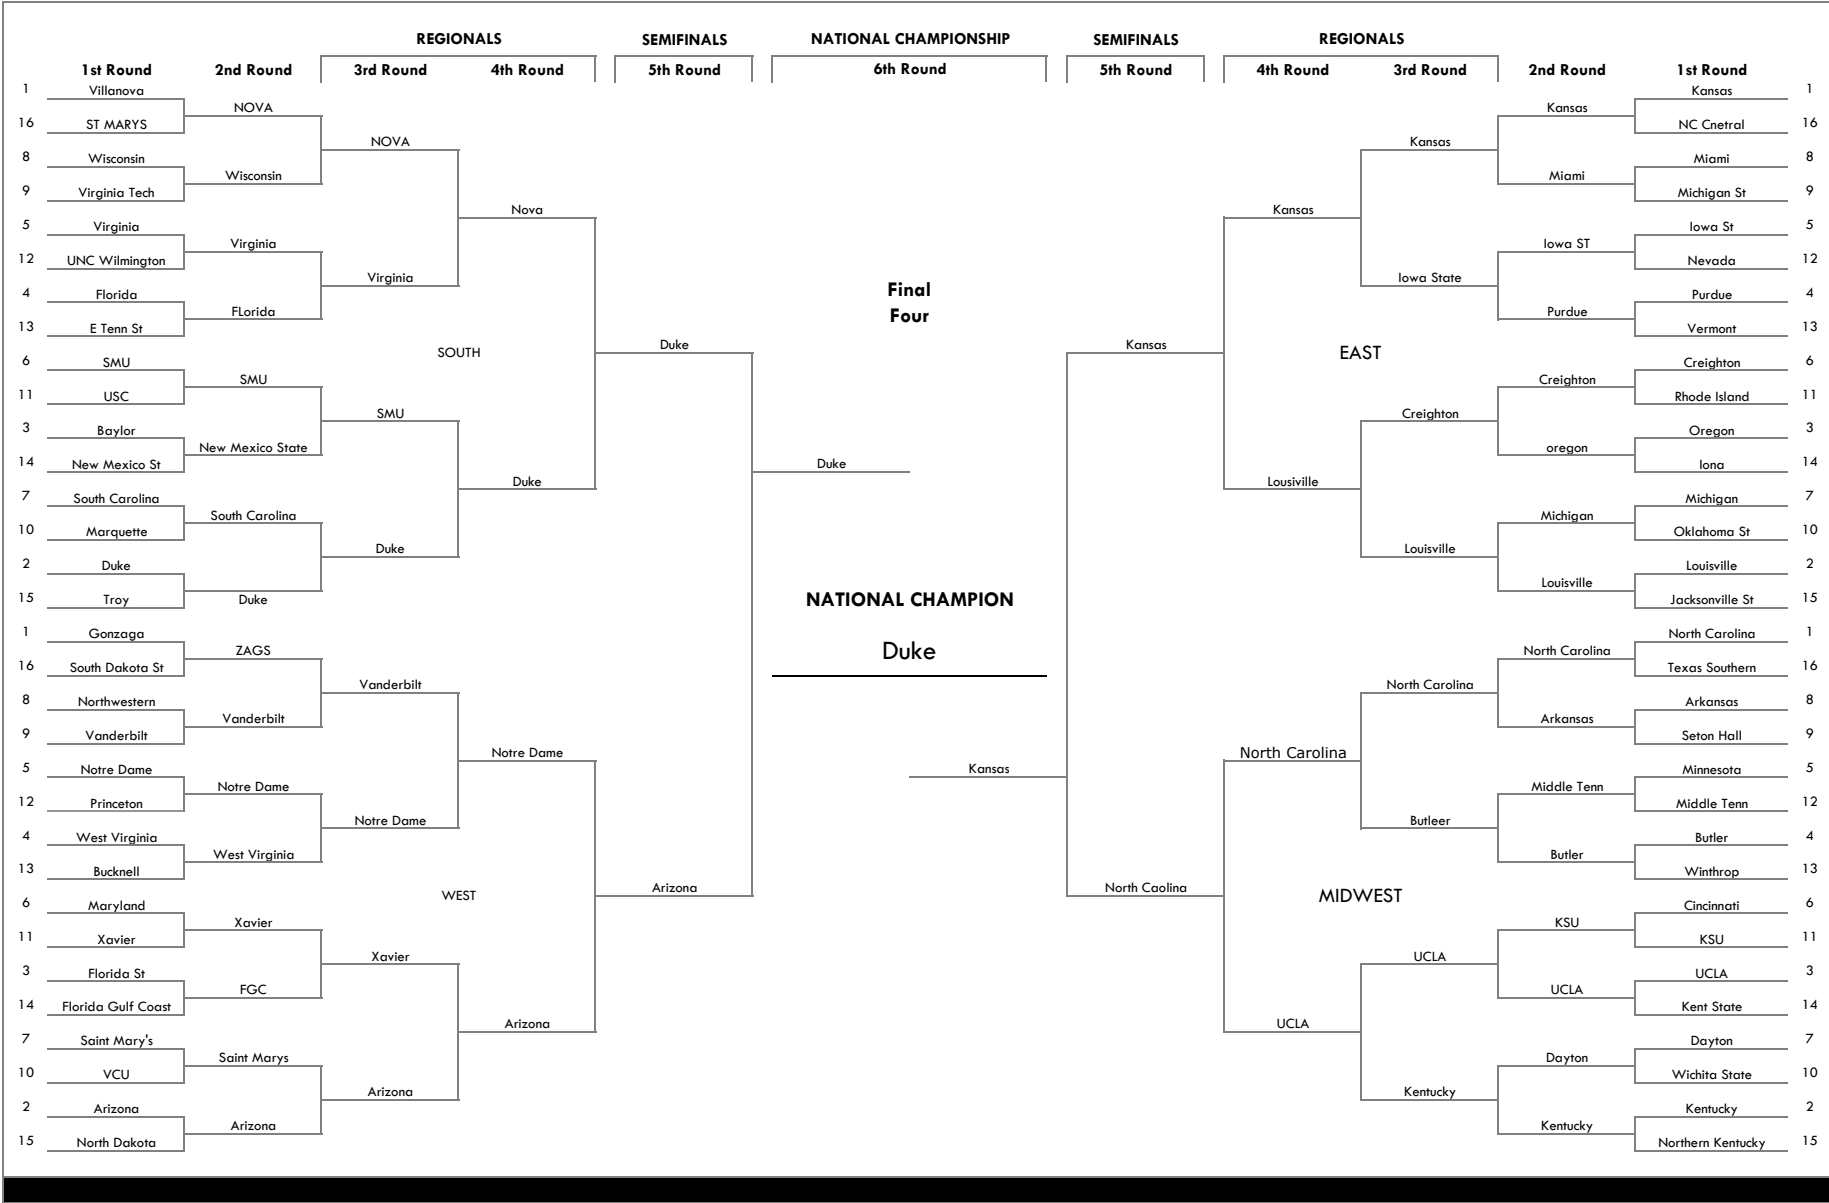 REGIONALS SEMIFINALS NATIONAL CHAMPIONSHIP SEMIFINALS REGIONALS
1st Round 2nd Round 3rd Round 4th Round 5th Round 6th Round 5th Round 4th Round 3rd Round 2nd Round 1st Round
1 Villanova Kansas 1
NOVA Kansas
16 ST MARYS NC Cnetral 16
NOVA Kansas
8 Wisconsin Miami 8
Wisconsin Miami
9 Virginia Tech Michigan St 9
Nova Kansas
5 Virginia Iowa St 5
Virginia Iowa ST
12 UNC Wilmington Nevada 12
Virginia Iowa State
Final
4 Florida Purdue 4
FLorida Purdue
Four
13 E Tenn St Vermont 13
SOUTH Duke Kansas EAST
6 SMU Creighton 6
SMU Creighton
11 USC Rhode Island 11
SMU Creighton
3 Baylor Oregon 3
New Mexico State oregon
14 New Mexico St Iona 14
Duke
Duke Lousiville
7 South Carolina Michigan 7
South Carolina Michigan
10 Marquette Oklahoma St 10
Duke Louisville
2 Duke Louisville 2
Louisville
15 Troy Duke NATIONAL CHAMPION Jacksonville St 15
1 Gonzaga North Carolina 1
ZAGS Duke North Carolina
16 South Dakota St Texas Southern 16
Vanderbilt North Carolina
8 Northwestern Arkansas 8
Vanderbilt Arkansas
9 Vanderbilt Seton Hall 9
Notre Dame North Carolina
5 Notre Dame Kansas Minnesota 5
Notre Dame Middle Tenn
12 Princeton Middle Tenn 12
Notre Dame Butleer
4 West Virginia Butler 4
West Virginia Butler
13 Bucknell Winthrop 13
WEST Arizona North Caolina MIDWEST
6 Maryland Cincinnati 6
Xavier KSU
11 Xavier KSU 11
Xavier UCLA
3 Florida St UCLA 3
FGC UCLA
14 Florida Gulf Coast Kent State 14
Arizona UCLA
7 Saint Mary's Dayton 7
Saint Marys Dayton
10 VCU Wichita State 10
Arizona Kentucky
2 Arizona Kentucky 2
Arizona Kentucky
15 North Dakota Northern Kentucky 15